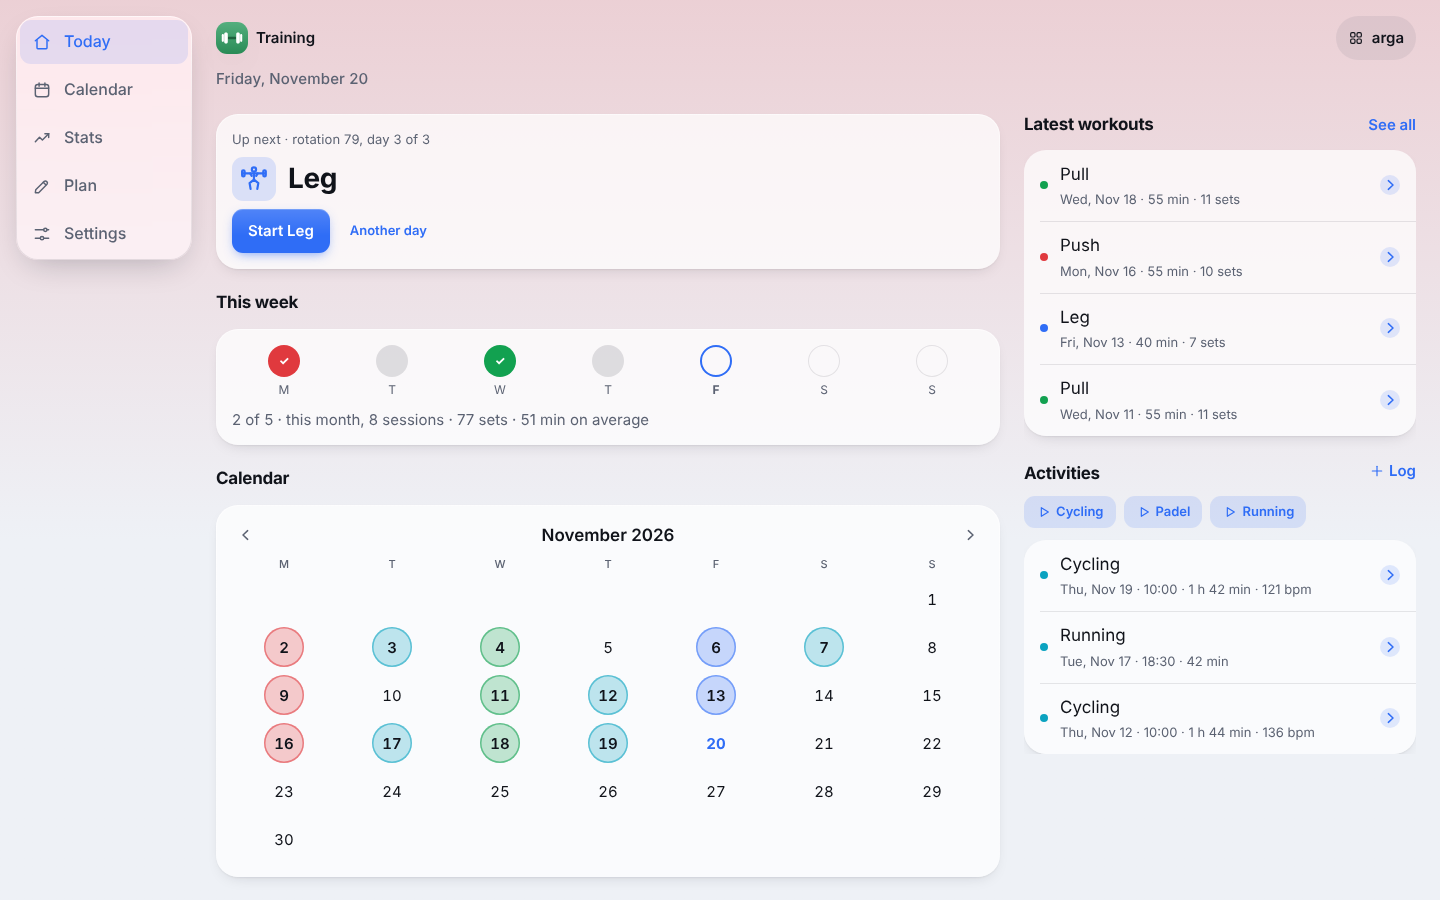 Today
Calendar
Stats
Plan
Settings
Training
arga
Friday, November 20
Up next · rotation 79, day 3 of 3
Leg
Start Leg
Another day
This week
M T W T F S S
2 of 5 · this month, 8 sessions · 77 sets · 51 min on average
Calendar
November 2026
M T W T F S S
1
2 3 4 5 6 7 8
9 10 11 12 13 14 15
16 17 18 19 20 21 22
23 24 25 26 27 28 29
30
Latest workouts
See all
Pull
Wed, Nov 18 · 55 min · 11 sets
Push
Mon, Nov 16 · 55 min · 10 sets
Leg
Fri, Nov 13 · 40 min · 7 sets
Pull
Wed, Nov 11 · 55 min · 11 sets
Activities
+ Log
Cycling
Padel
Running
Cycling
Thu, Nov 19 · 10:00 · 1 h 42 min · 121 bpm
Running
Tue, Nov 17 · 18:30 · 42 min
Cycling
Thu, Nov 12 · 10:00 · 1 h 44 min · 136 bpm